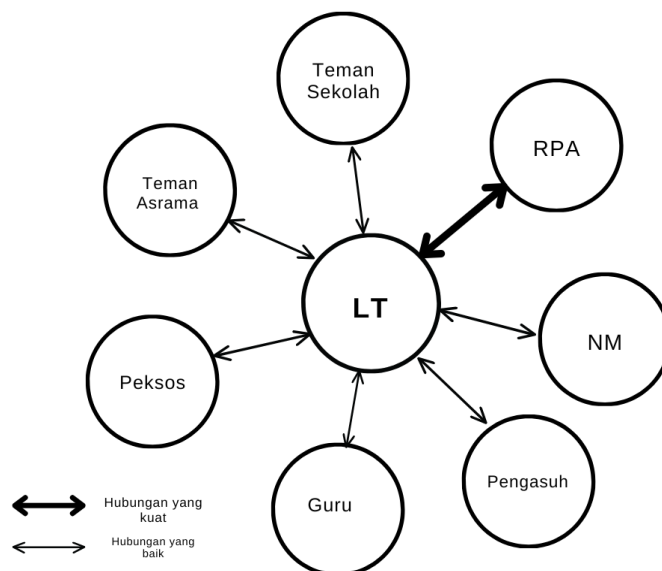 Teman
Sekolah
RPA
Teman
Asrama
LT
NM
Peksos
Pengasuh
Guru
Hubungan yang
kuat
Hubungan yang
baik